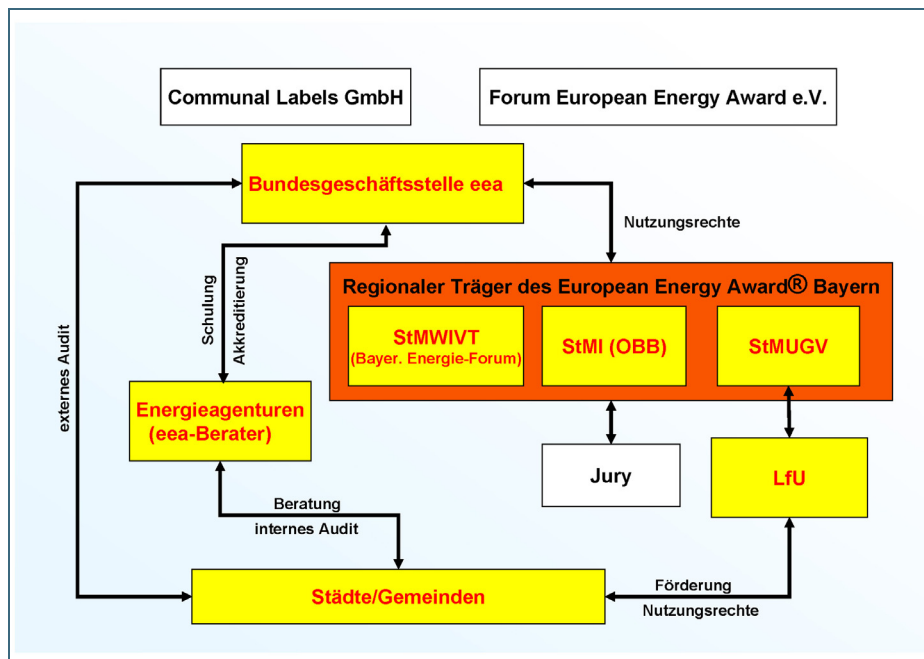 Communal Labels GmbH
Forum European Energy Award e.V.
Bundesgeschäftsstelle eea
Nutzungsrechte
Regionaler Träger des European Energy Award® Bayern
StMWIVT
(Bayer. Energie-Forum)
StMI (OBB)
StMUGV
Schulung
Akkreditierung
externes Audit
Energieagenturen
(eea-Berater)
Jury
LfU
Beratung
internes Audit
Städte/Gemeinden
Förderung
Nutzungsrechte